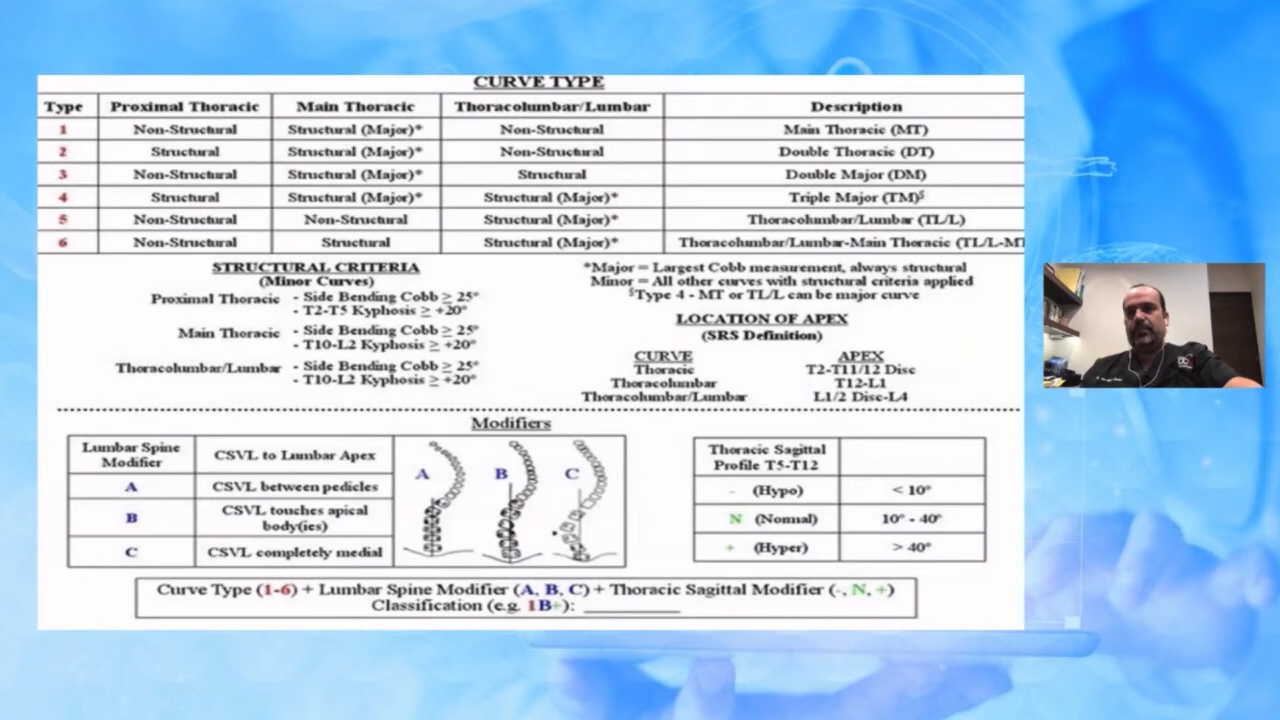 CURVE TYPE
Type Proximal Thoracic Main Thoracic Thoracolumbar/Lumbar Description
1 Non-Structural Structural (Major)* Non-Structural Main Thoracic (MT)
2 Structural Structural (Major)* Non-Structural Double Thoracic (DT)
3 Non-Structural Structural (Major)* Structural Double Major (DM)
4 Structural Structural (Major)* Structural (Major)* Triple Major (TM)§
5 Non-Structural Non-Structural Structural (Major)* Thoracolumbar/Lumbar (TL/L)
6 Non-Structural Structural Structural (Major)* Thoracolumbar/Lumbar-Main Thoracic (TL/L-MT
STRUCTURAL CRITERIA
(Minor Curves)
Proximal Thoracic - Side Bending Cobb ≥ 25°
- T2-T5 Kyphosis ≥ +20°
Main Thoracic - Side Bending Cobb ≥ 25°
- T10-L2 Kyphosis ≥ +20°
Thoracolumbar/Lumbar - Side Bending Cobb ≥ 25°
- T10-L2 Kyphosis ≥ +20°
*Major = Largest Cobb measurement, always structural
Minor = All other curves with structural criteria applied
§Type 4 - MT or TL/L can be major curve
LOCATION OF APEX
(SRS Definition)
CURVE APEX
Thoracic T2-T11/12 Disc
Thoracolumbar T12-L1
Thoracolumbar/Lumbar L1/2 Disc-L4
Modifiers
Lumbar Spine Modifier CSVL to Lumbar Apex
A CSVL between pedicles
B CSVL touches apical body(ies)
C CSVL completely medial
A B C
Thoracic Sagittal
Profile T5-T12
- (Hypo) < 10°
N (Normal) 10° - 40°
+ (Hyper) > 40°
Curve Type (1-6) + Lumbar Spine Modifier (A, B, C) + Thoracic Sagittal Modifier (-, N, +)
Classification (e.g. 1B+): __________